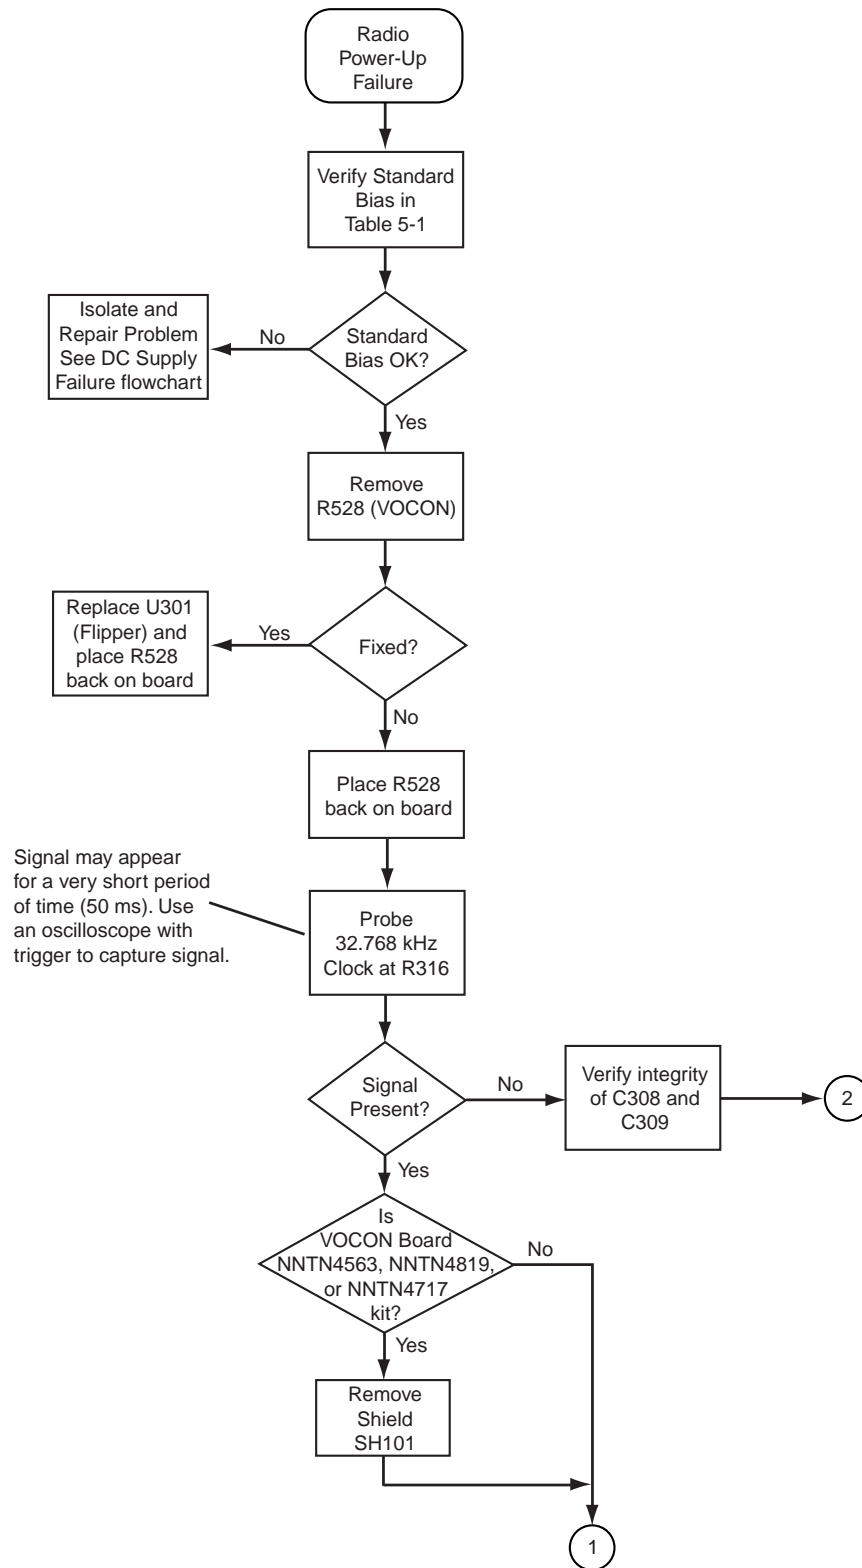 Radio
Power-Up
Failure
Verify Standard
Bias in
Table 5-1
Standard
Bias OK?
No
Isolate and
Repair Problem
See DC Supply
Failure flowchart
Yes
Remove
R528 (VOCON)
Fixed?
Yes
Replace U301
(Flipper) and
place R528
back on board
No
Place R528
back on board
Signal may appear
for a very short period
of time (50 ms). Use
an oscilloscope with
trigger to capture signal.
Probe
32.768 kHz
Clock at R316
Signal
Present?
No
Verify integrity
of C308 and
C309
2
Yes
Is
VOCON Board
NNTN4563, NNTN4819,
or NNTN4717
kit?
No
Yes
Remove
Shield
SH101
1